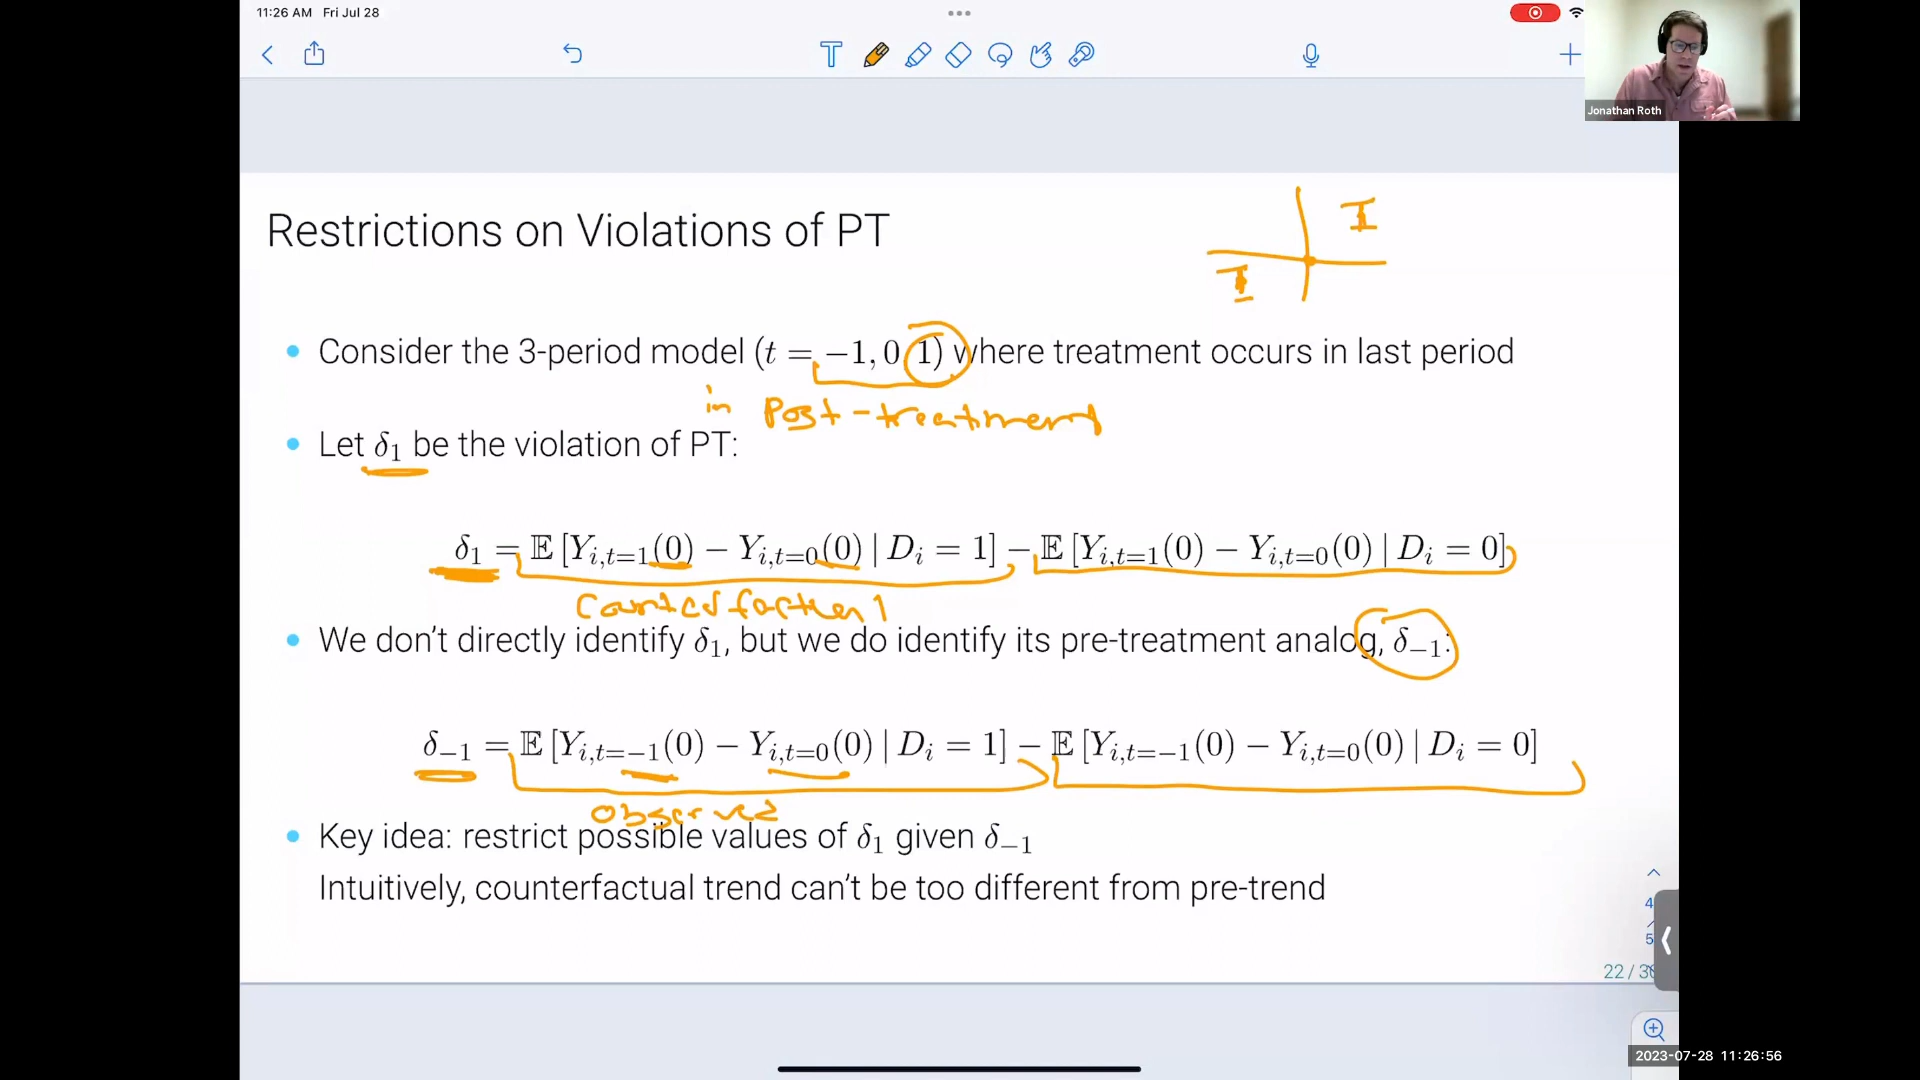 11:26 AM Fri Jul 28
Jonathan Roth
Restrictions on Violations of PT
I
I
• Consider the 3-period model (t = −1, 0 1) where treatment occurs in last period
in Post-treatment
• Let δ₁ be the violation of PT:
δ₁ = 𝔼 [Y_{i,t=1}(0) − Y_{i,t=0}(0) | D_i = 1] − 𝔼 [Y_{i,t=1}(0) − Y_{i,t=0}(0) | D_i = 0]
• We don't directly identify δ₁, but we do identify its pre-treatment analog, δ₋₁:
δ₋₁ = 𝔼 [Y_{i,t=−1}(0) − Y_{i,t=0}(0) | D_i = 1] − 𝔼 [Y_{i,t=−1}(0) − Y_{i,t=0}(0) | D_i = 0]
observed
• Key idea: restrict possible values of δ₁ given δ₋₁
Intuitively, counterfactual trend can't be too different from pre-trend
4
5
22 / 3
2023-07-28 11:26:56